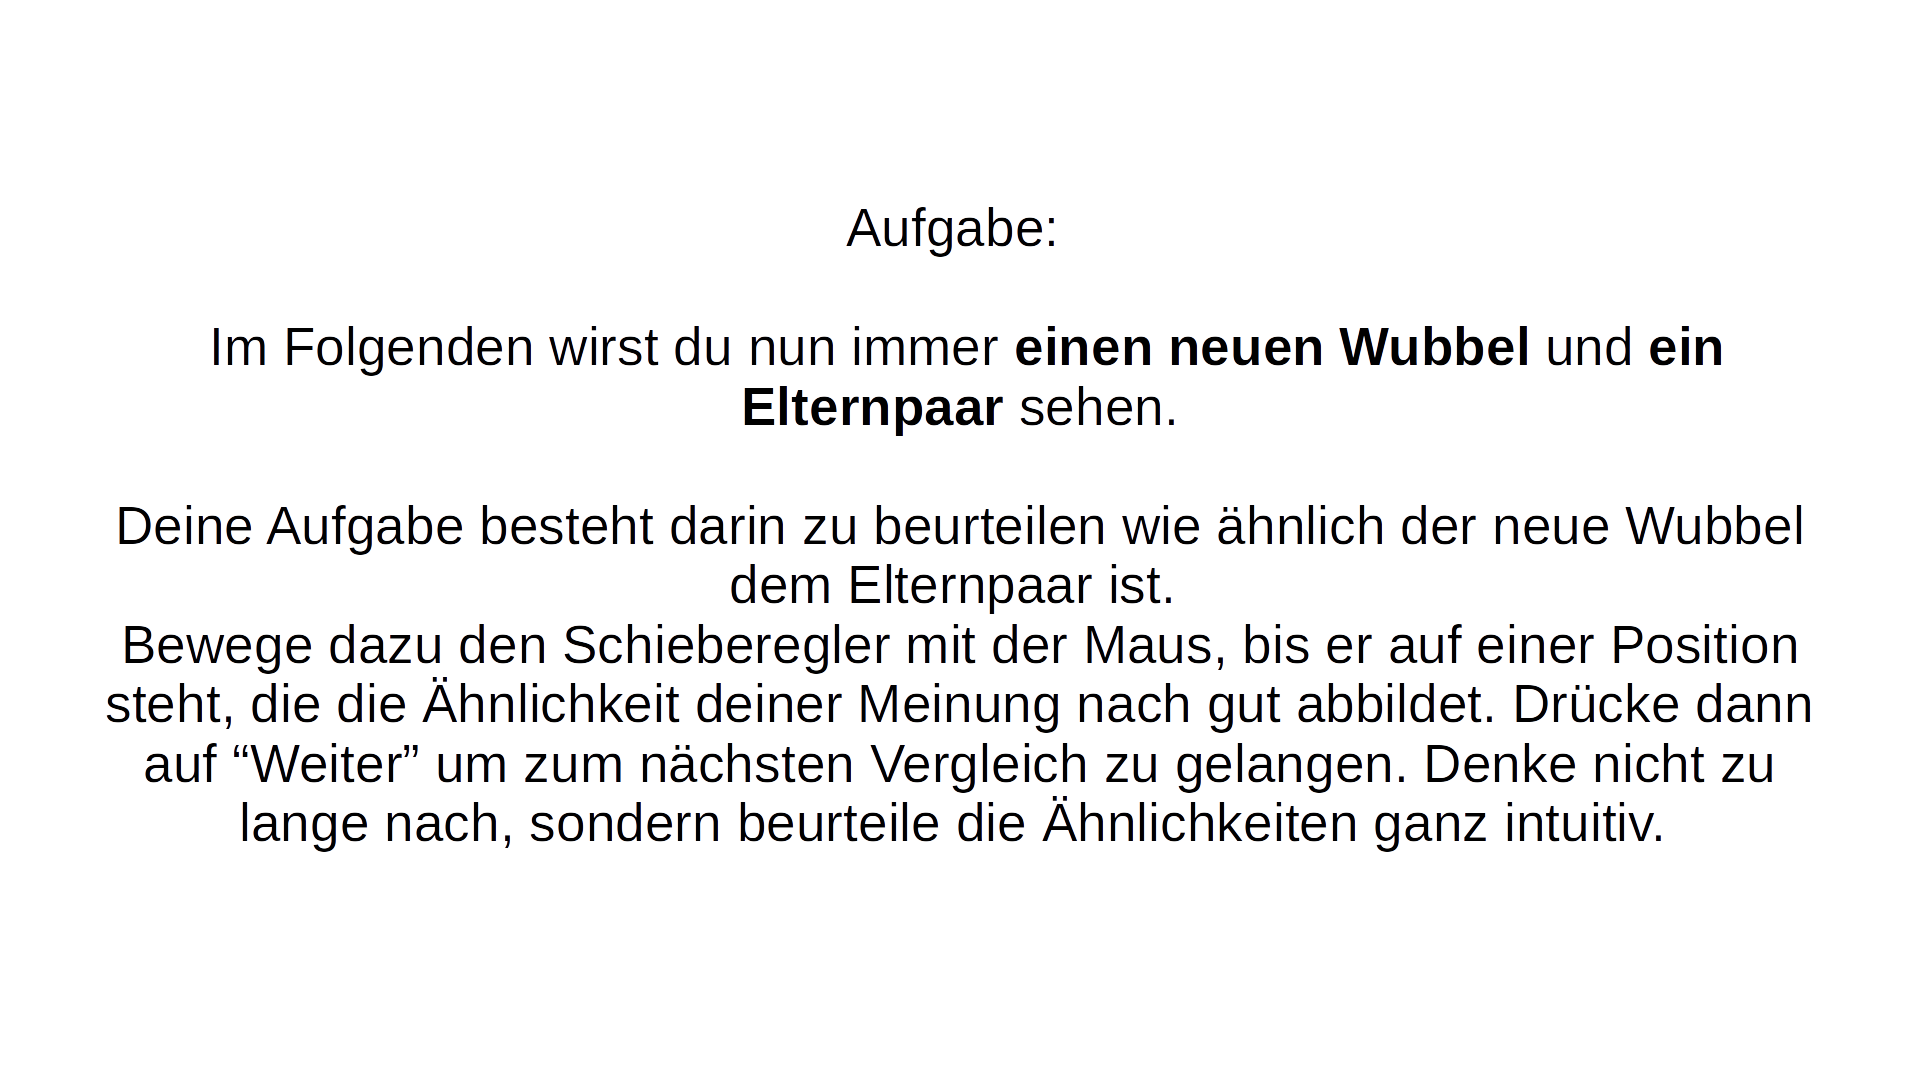 Aufgabe:
Im Folgenden wirst du nun immer einen neuen Wubbel und ein
Elternpaar sehen.
Deine Aufgabe besteht darin zu beurteilen wie ähnlich der neue Wubbel
dem Elternpaar ist.
Bewege dazu den Schieberegler mit der Maus, bis er auf einer Position
steht, die die Ähnlichkeit deiner Meinung nach gut abbildet. Drücke dann
auf “Weiter” um zum nächsten Vergleich zu gelangen. Denke nicht zu
lange nach, sondern beurteile die Ähnlichkeiten ganz intuitiv.